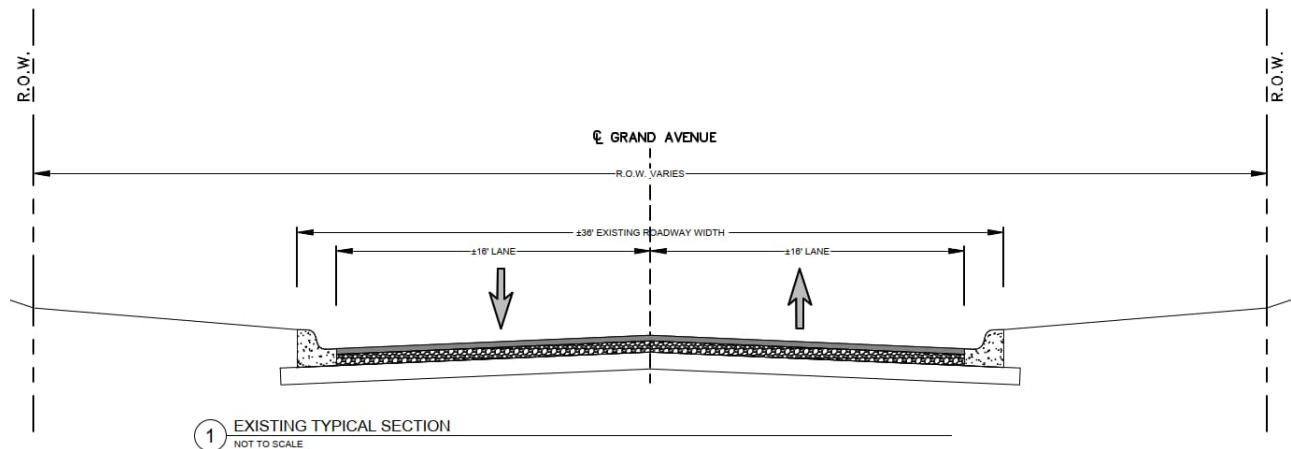 R.O.W.
R.O.W.
℄ GRAND AVENUE
R.O.W. VARIES
±36' EXISTING ROADWAY WIDTH
±16' LANE
±16' LANE
1
EXISTING TYPICAL SECTION
NOT TO SCALE